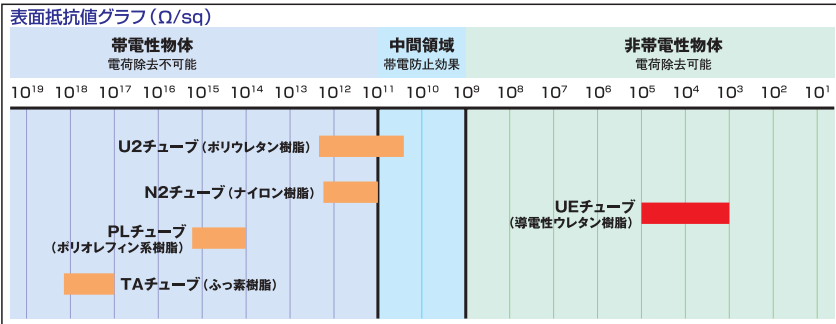 表面抵抗値グラフ（Ω/sq）
帯電性物体 中間領域 非帯電性物体
電荷除去不可能 帯電防止効果 電荷除去可能
10¹⁹ 10¹⁸ 10¹⁷ 10¹⁶ 10¹⁵ 10¹⁴ 10¹³ 10¹² 10¹¹ 10¹⁰ 10⁹ 10⁸ 10⁷ 10⁶ 10⁵ 10⁴ 10³ 10² 10¹
U2チューブ（ポリウレタン樹脂）
N2チューブ（ナイロン樹脂）
UEチューブ
（導電性ウレタン樹脂）
PLチューブ
（ポリオレフィン系樹脂）
TAチューブ（ふっ素樹脂）